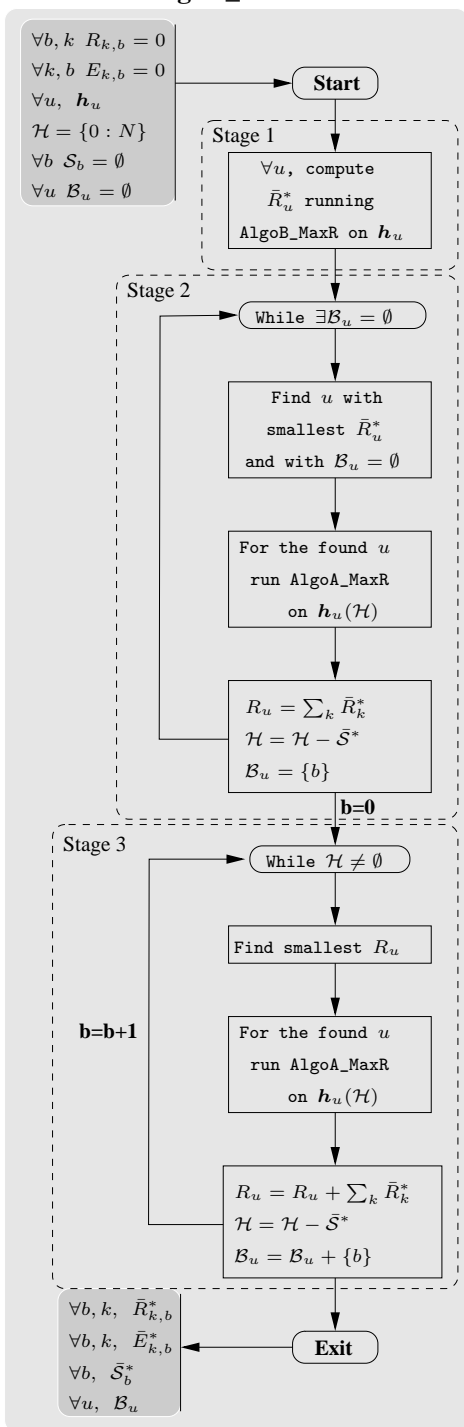 ∀b, k R_{k,b} = 0
∀k, b E_{k,b} = 0
∀u, h_u
ℋ = {0 : N}
∀b 𝒮_b = ∅
∀u ℬ_u = ∅
Start
Stage 1
∀u, compute
R̄*_u running
AlgoB_MaxR on h_u
Stage 2
While ∃ℬ_u = ∅
Find u with
smallest R̄*_u
and with ℬ_u = ∅
For the found u
run AlgoA_MaxR
on h_u(ℋ)
R_u = ∑_k R̄*_k
ℋ = ℋ − 𝒮̄*
ℬ_u = {b}
b=0
Stage 3
While ℋ ≠ ∅
Find smallest R_u
b=b+1
For the found u
run AlgoA_MaxR
on h_u(ℋ)
R_u = R_u + ∑_k R̄*_k
ℋ = ℋ − 𝒮̄*
ℬ_u = ℬ_u + {b}
∀b, k, R̄*_{k,b}
∀b, k, Ē*_{k,b}
∀b, 𝒮̄*_b
∀u, ℬ_u
Exit